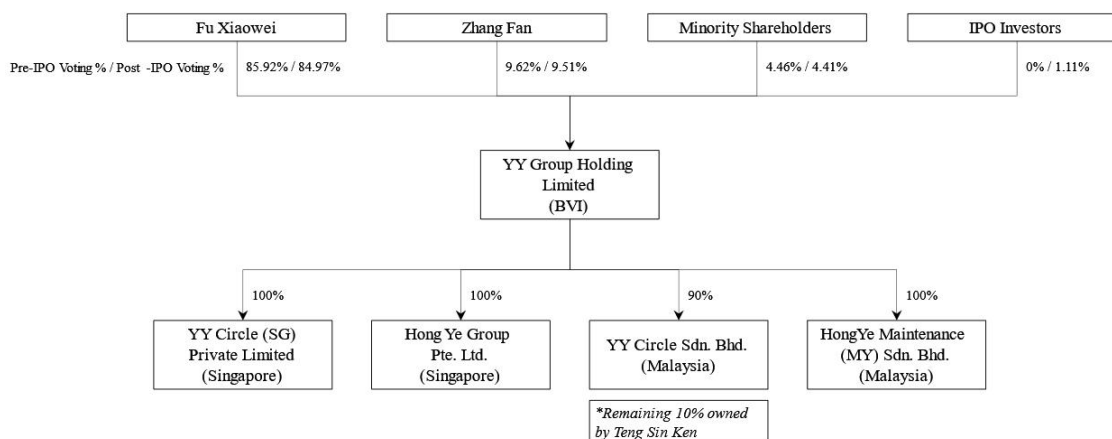 Fu Xiaowei
Zhang Fan
Minority Shareholders
IPO Investors
Pre-IPO Voting % / Post -IPO Voting %
85.92% / 84.97%
9.62% / 9.51%
4.46% / 4.41%
0% / 1.11%
YY Group Holding
Limited
(BVI)
100%
100%
90%
100%
YY Circle (SG)
Private Limited
(Singapore)
Hong Ye Group
Pte. Ltd.
(Singapore)
YY Circle Sdn. Bhd.
(Malaysia)
HongYe Maintenance
(MY) Sdn. Bhd.
(Malaysia)
*Remaining 10% owned
by Teng Sin Ken